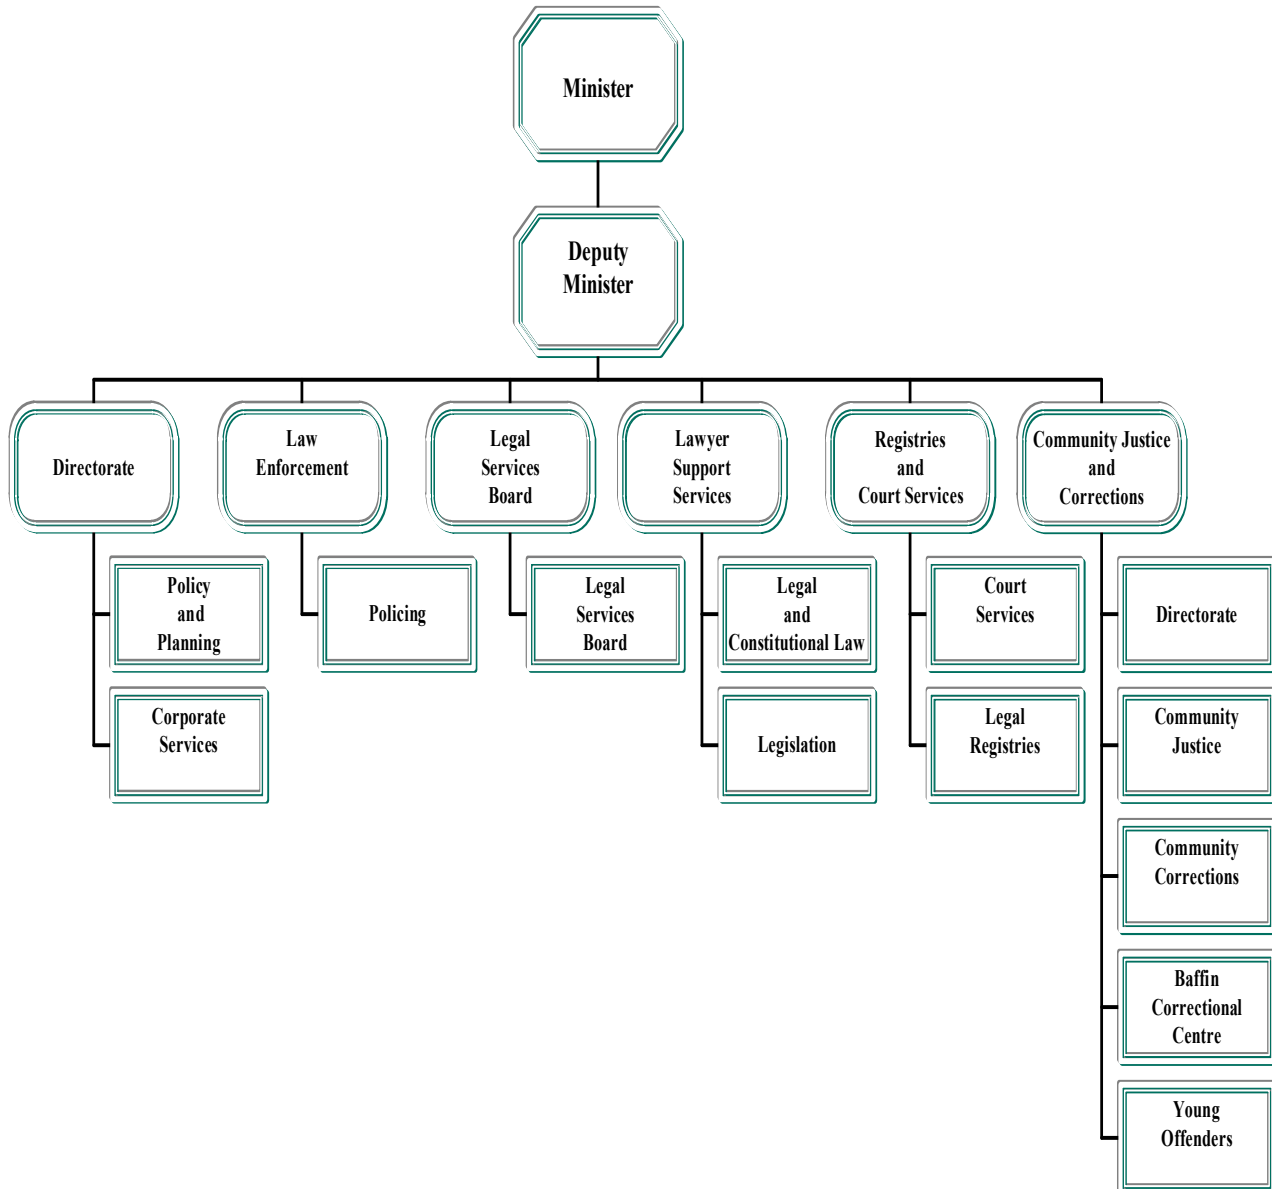 Minister
Deputy
Minister
Directorate
Law
Enforcement
Legal
Services
Board
Lawyer
Support
Services
Registries
and
Court Services
Community Justice
and
Corrections
Policy
and
Planning
Policing
Legal
Services
Board
Legal
and
Constitutional Law
Court
Services
Directorate
Corporate
Services
Legislation
Legal
Registries
Community
Justice
Community
Corrections
Baffin
Correctional
Centre
Young
Offenders